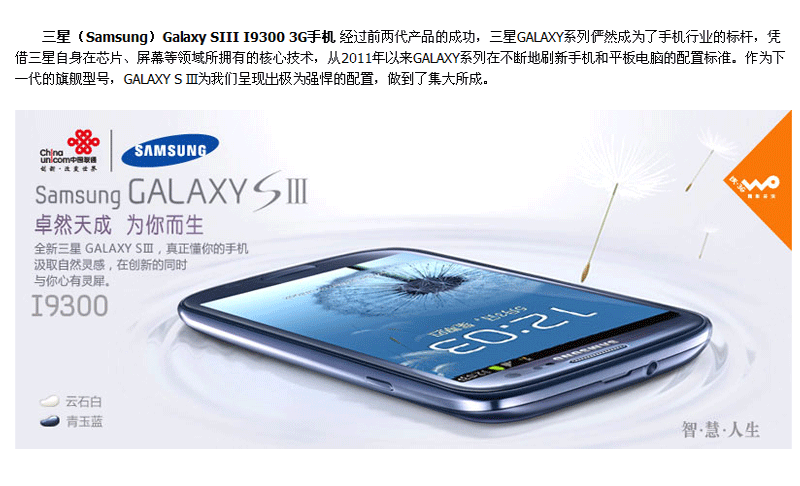 三星（Samsung）Galaxy SIII I9300 3G手机 经过前两代产品的成功，三星GALAXY系列俨然成为了手机行业的标杆，凭
借三星自身在芯片、屏幕等领域所拥有的核心技术，从2011年以来GALAXY系列在不断地刷新手机和平板电脑的配置标准。作为下
一代的旗舰型号，GALAXY S Ⅲ为我们呈现出极为强悍的配置，做到了集大所成。
China
unicom中国联通
创新·改变世界
SAMSUNG
Samsung GALAXY S III
卓然天成 为你而生
全新三星 GALAXY SIII，真正懂你的手机
汲取自然灵感，在创新的同时
与你心有灵犀。
I9300
沃·3G
精彩在沃
12:03
SAMSUNG
云石白
青玉蓝
智·慧·人生